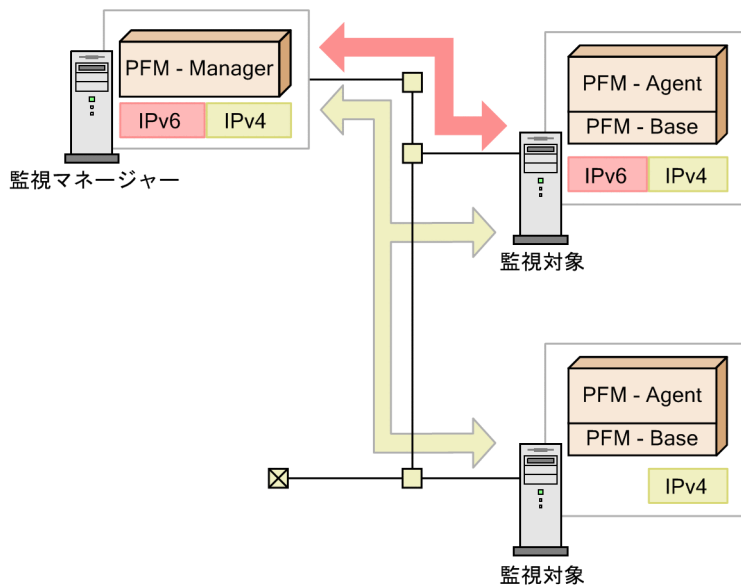 PFM - Manager
IPv6 IPv4
監視マネージャー
PFM - Agent
PFM - Base
IPv6 IPv4
監視対象
PFM - Agent
PFM - Base
IPv4
監視対象